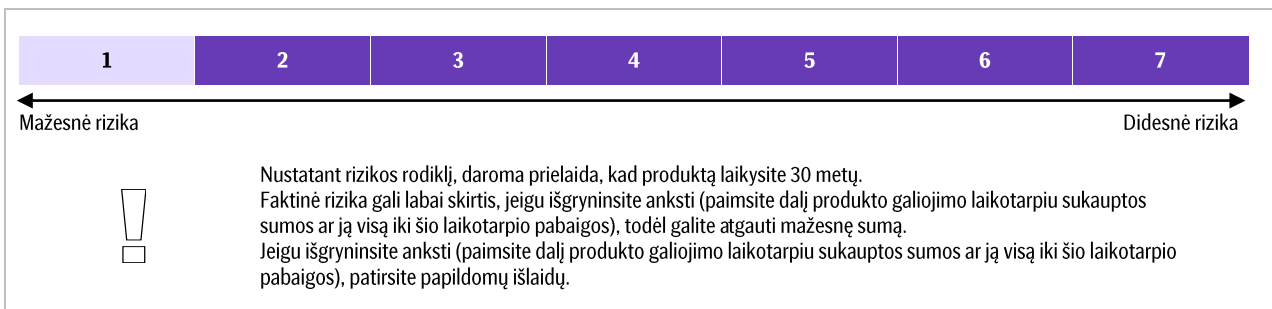 1 2 3 4 5 6 7
Mažesnė rizika Didesnė rizika
Nustatant rizikos rodiklį, daroma prielaida, kad produktą laikysite 30 metų.
Faktinė rizika gali labai skirtis, jeigu išgryninsite anksti (paimsite dalį produkto galiojimo laikotarpiu sukauptos
sumos ar ją visą iki šio laikotarpio pabaigos), todėl galite atgauti mažesnę sumą.
Jeigu išgryninsite anksti (paimsite dalį produkto galiojimo laikotarpiu sukauptos sumos ar ją visą iki šio laikotarpio
pabaigos), patirsite papildomų išlaidų.